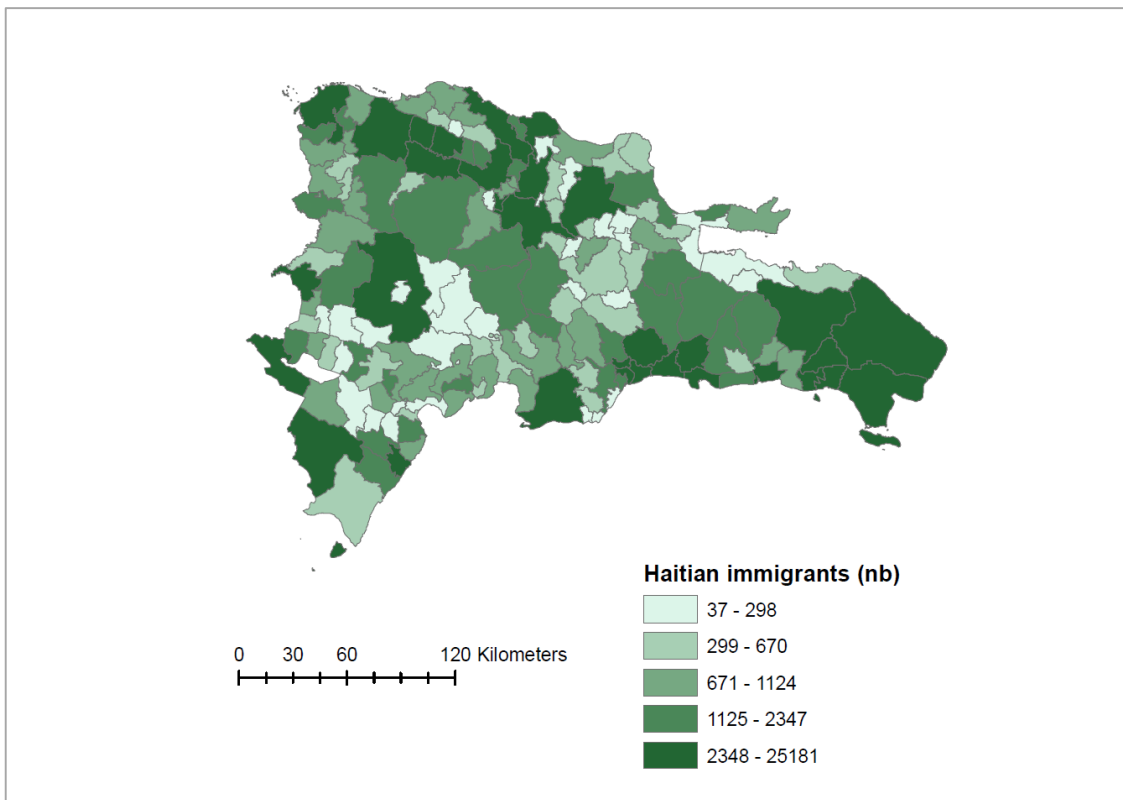 Haitian immigrants (nb)
37 - 298
299 - 670
671 - 1124
1125 - 2347
2348 - 25181
0 30 60 120 Kilometers